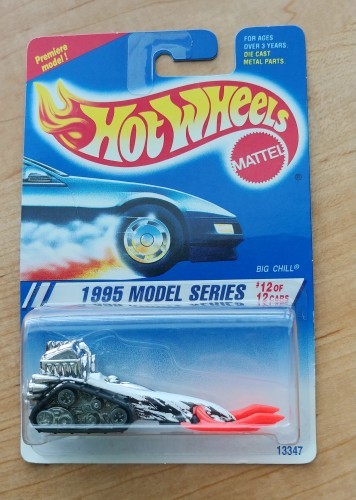 Premiere
model!
FOR AGES
OVER 3 YEARS.
DIE CAST
METAL PARTS.
HOT WHEELS
MATTEL
®
BIG CHILL®
1995 MODEL SERIES
#12 OF
12 CARS
13347